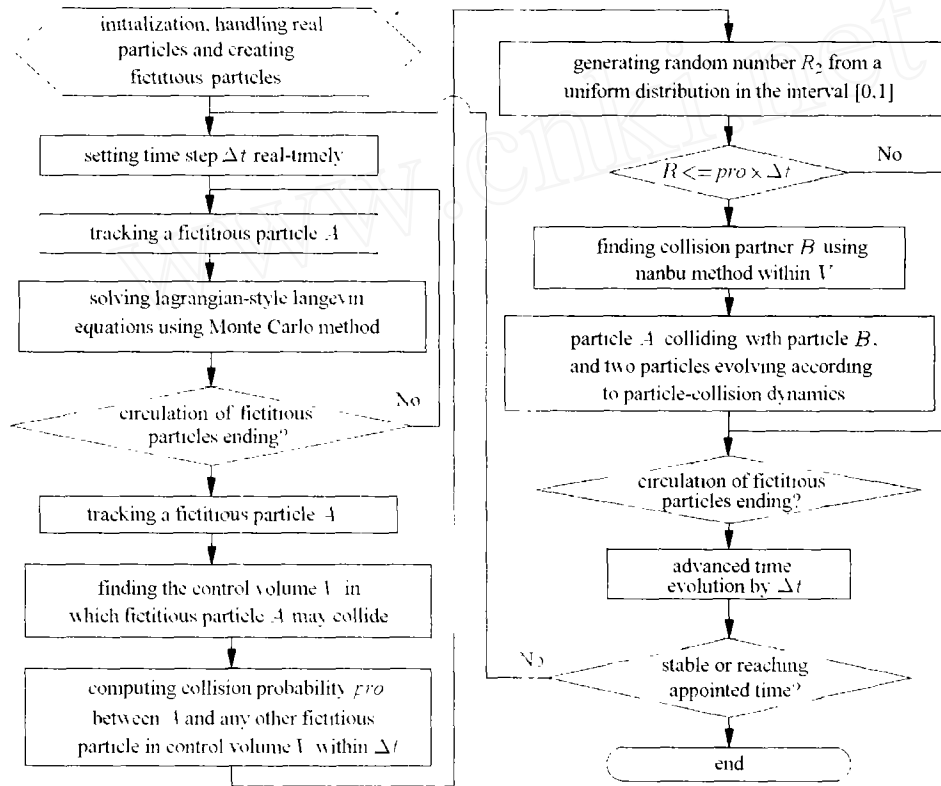 initialization, handling real
particles and creating
fictitious particles
setting time step Δt real-timely
tracking a fictitious particle A
solving lagrangian-style langevin
equations using Monte Carlo method
circulation of fictitious
particles ending?
No
tracking a fictitious particle A
finding the control volume V in
which fictitious particle A may collide
computing collision probability pro
between A and any other fictitious
particle in control volume V within Δt
generating random number R₂ from a
uniform distribution in the interval [0,1]
R <= pro × Δt
No
finding collision partner B using
nanbu method within V
particle A colliding with particle B,
and two particles evolving according
to particle-collision dynamics
circulation of fictitious
particles ending?
advanced time
evolution by Δt
stable or reaching
appointed time?
No
end
www.cnki.net